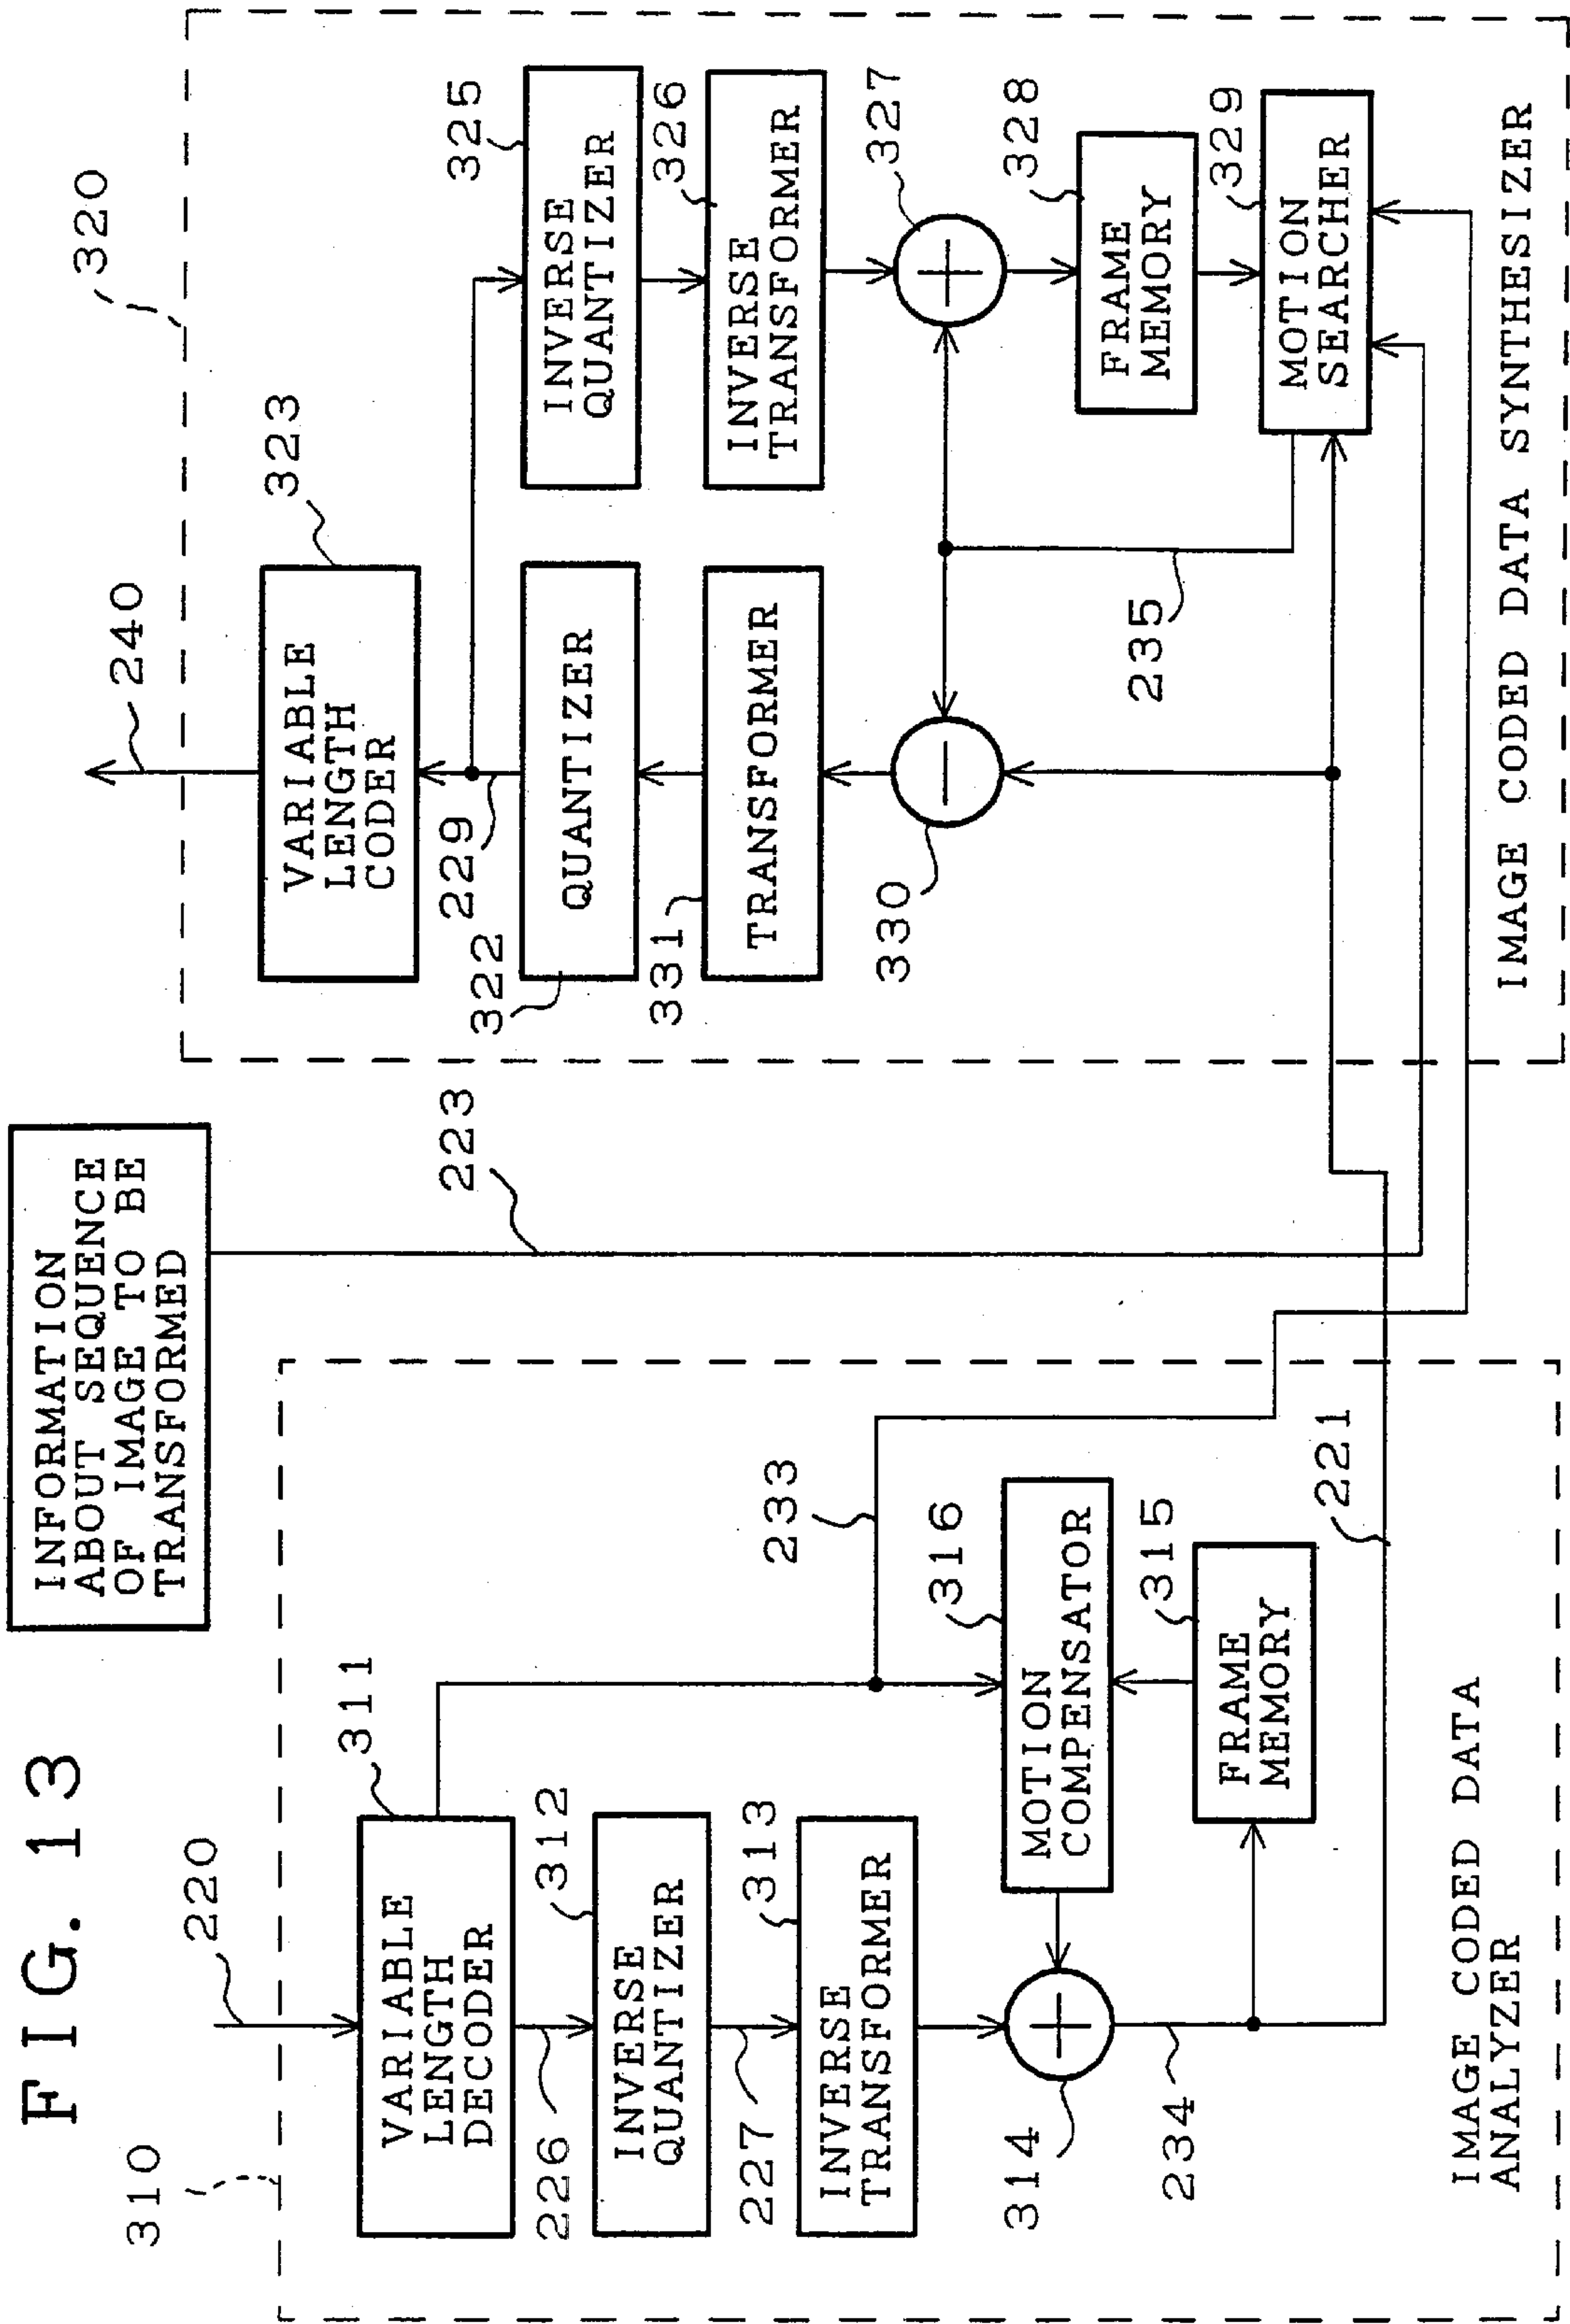 FIG. 13
INFORMATION
ABOUT SEQUENCE
OF IMAGE TO BE
TRANSFORMED
310
220
311
VARIABLE
LENGTH
DECODER
226
312
INVERSE
QUANTIZER
227
313
INVERSE
TRANSFORMER
314
234
233
316
MOTION
COMPENSATOR
315
FRAME
MEMORY
221
IMAGE CODED DATA
ANALYZER
223
320
240
323
VARIABLE
LENGTH
CODER
229
322
QUANTIZER
331
TRANSFORMER
330
235
325
INVERSE
QUANTIZER
326
INVERSE
TRANSFORMER
327
328
FRAME
MEMORY
329
MOTION
SEARCHER
IMAGE CODED DATA SYNTHESIZER